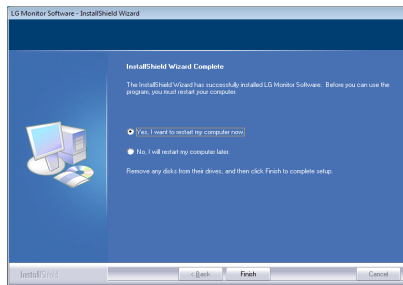 LG Monitor Software - InstallShield Wizard
InstallShield Wizard Complete
The InstallShield Wizard has successfully installed LG Monitor Software. Before you can use the
program, you must restart your computer.
Yes, I want to restart my computer now.
No, I will restart my computer later.
Remove any disks from their drives, and then click Finish to complete setup.
InstallShield
< Back
Finish
Cancel